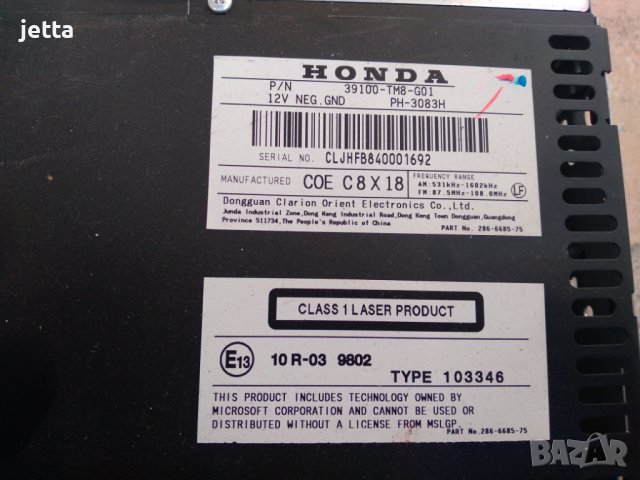 jetta
HONDA
P/N 39100-TM8-G01
12V NEG.GND PH-3083H
SERIAL NO. CLJHFB840001692
MANUFACTURED COE C8X18
FREQUENCY RANGE
AM:531kHz-1602kHz
FM:87.5MHz-108.0MHz
LF
Dongguan Clarion Orient Electronics Co.,Ltd.
Junda Industrial Zone,Dong Keng Industrial Road,Dong Keng Town Dongguan,Guangdong
Province 511734,The People's Republic of China
PART No. 286-6685-75
CLASS 1 LASER PRODUCT
E13 10 R-03 9802
TYPE 103346
THIS PRODUCT INCLUDES TECHNOLOGY OWNED BY
MICROSOFT CORPORATION AND CANNOT BE USED OR
DISTRIBUTED WITHOUT A LICENSE FROM MSLGP.
PART No. 286-6685-75
BAZAR
bg